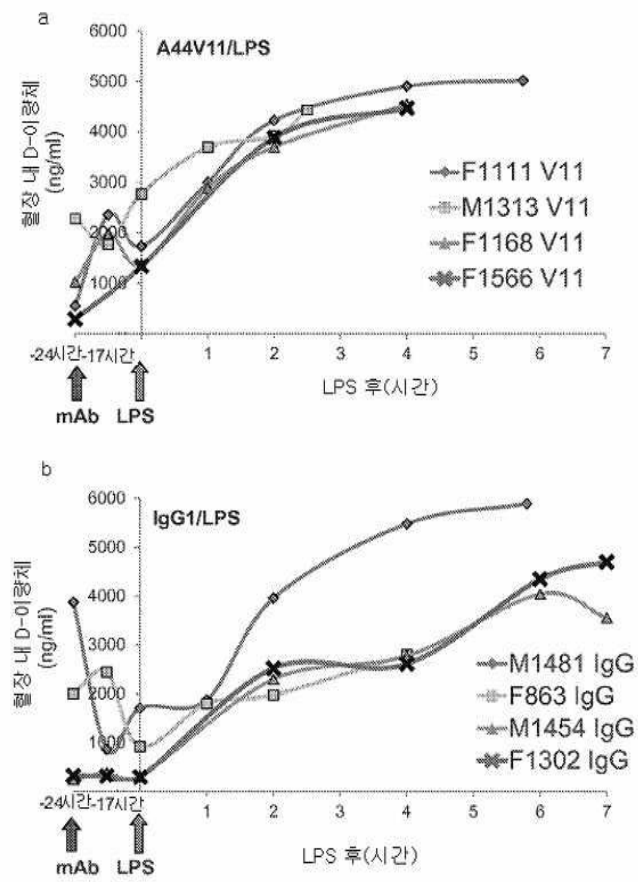 a
6000
5000
4000
3000
2000
1000
혈장 내 D-이량체
(ng/ml)
A44V11/LPS
F1111 V11
M1313 V11
F1168 V11
F1566 V11
-24시간 -17시간 1 2 3 4 5 6 7
mAb LPS LPS 후(시간)
b
6000
5000
4000
3000
2000
1000
혈장 내 D-이량체
(ng/ml)
IgG1/LPS
M1481 IgG
F863 IgG
M1454 IgG
F1302 IgG
-24시간 -17시간 1 2 3 4 5 6 7
mAb LPS LPS 후(시간)